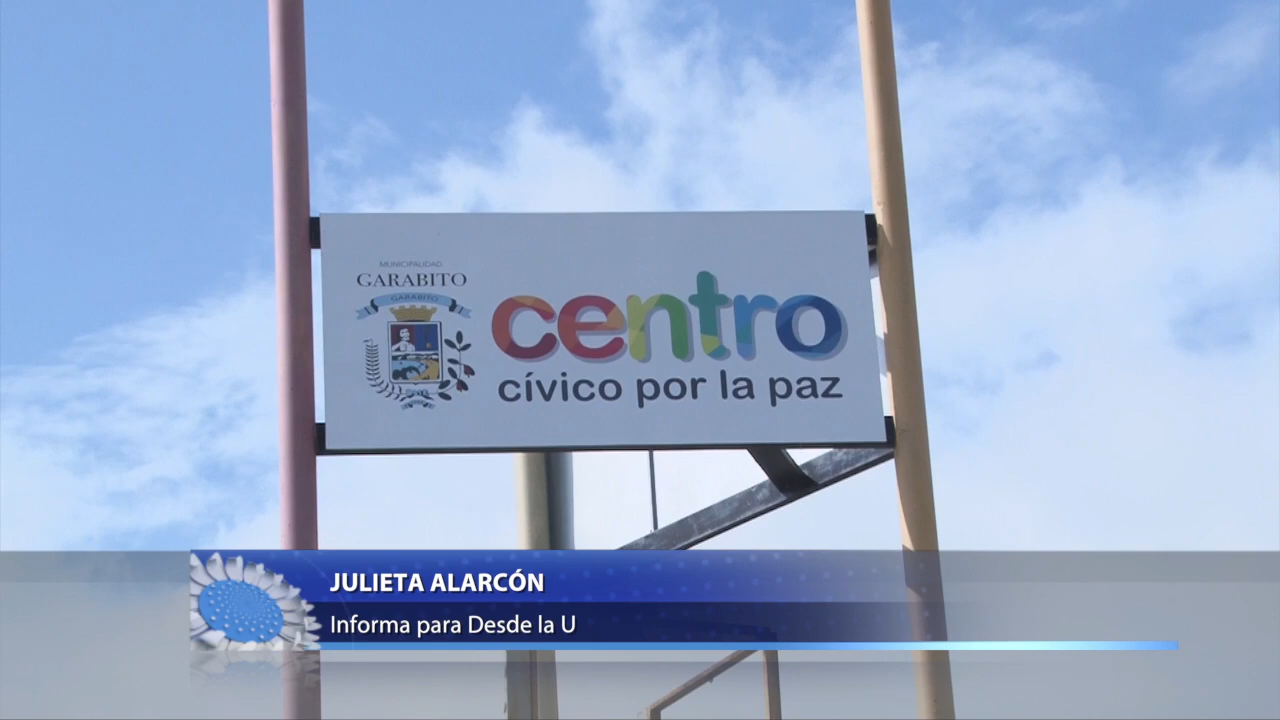 MUNICIPALIDAD
GARABITO
GARABITO
centro
cívico por la paz
JULIETA ALARCÓN
Informa para Desde la U